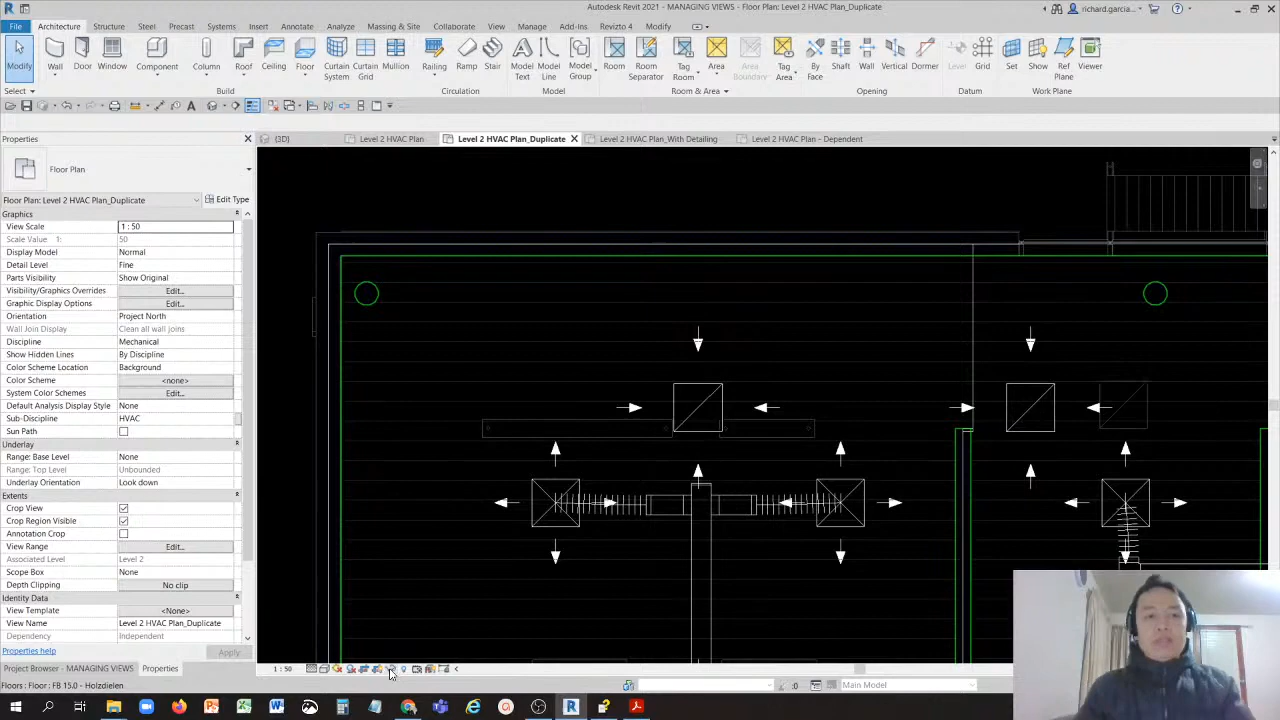 Autodesk Revit 2021 - MANAGING VIEWS - Floor Plan: Level 2 HVAC Plan_Duplicate
richard.garcia...
File Architecture Structure Steel Precast Systems Insert Annotate Analyze Massing & Site Collaborate View Manage Add-Ins Revizto 4 Modify
Modify Wall Door Window Component Column Roof Ceiling Floor Curtain System Curtain Grid Mullion Railing Ramp Stair Model Text Model Line Model Group Room Room Separator Tag Room Area Area Boundary Tag Area By Face Shaft Wall Vertical Dormer Level Grid Set Show Ref Plane Viewer
Select Build Circulation Model Room & Area Opening Datum Work Plane
Properties
{3D} Level 2 HVAC Plan Level 2 HVAC Plan_Duplicate Level 2 HVAC Plan_With Detailing Level 2 HVAC Plan - Dependent
Floor Plan
Floor Plan: Level 2 HVAC Plan_Duplicate Edit Type
Graphics
View Scale 1 : 50
Scale Value 1: 50
Display Model Normal
Detail Level Fine
Parts Visibility Show Original
Visibility/Graphics Overrides Edit...
Graphic Display Options Edit...
Orientation Project North
Wall Join Display Clean all wall joins
Discipline Mechanical
Show Hidden Lines By Discipline
Color Scheme Location Background
Color Scheme <none>
System Color Schemes Edit...
Default Analysis Display Style None
Sub-Discipline HVAC
Sun Path
Underlay
Range: Base Level None
Range: Top Level Unbounded
Underlay Orientation Look down
Extents
Crop View
Crop Region Visible
Annotation Crop
View Range Edit...
Associated Level Level 2
Scope Box None
Depth Clipping No clip
Identity Data
View Template <None>
View Name Level 2 HVAC Plan_Duplicate
Dependency Independent
Properties help Apply
Project Browser - MANAGING VIEWS Properties
1 : 50
Floors : Floor : FB 15.0 - Holzdielen
:0 Main Model